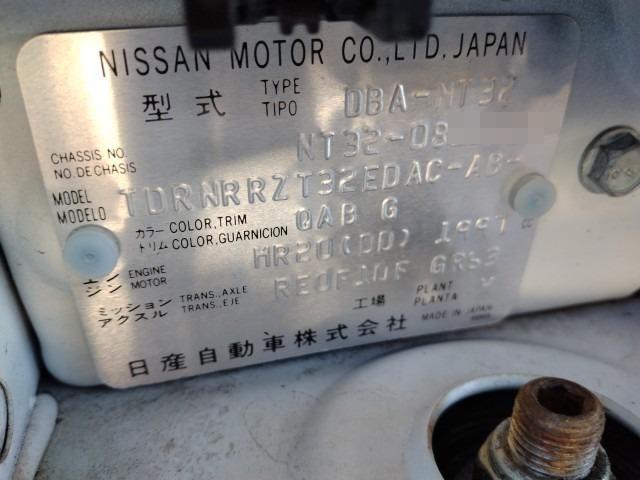 NISSAN MOTOR CO.,LTD. JAPAN
型式 TYPE TIPO DBA-NT32
CHASSIS NO. NO. DE CHASIS NT32-08
MODEL MODELO TDRNRRZT32EDAC-AB-
カラー COLOR, TRIM トリム COLOR, GUARNICION QAB G
エンジン ENGINE MOTOR MR20(DD) 1997 cc
ミッション TRANS., AXLE アクスル TRANS., EJE RE0F10F
工場 PLANT PLANTA
日産自動車株式会社 MADE IN JAPAN